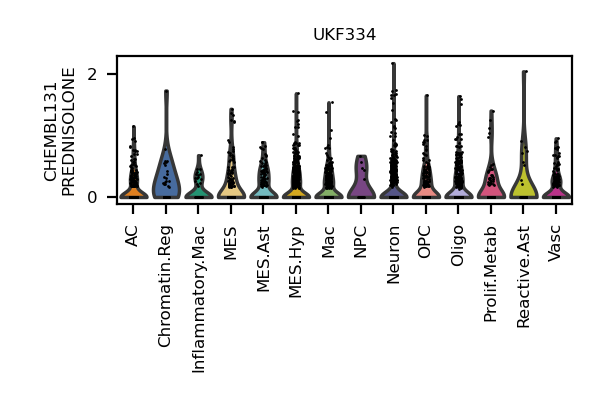 UKF334
CHEMBL131
PREDNISOLONE
2
0
AC
Chromatin.Reg
Inflammatory.Mac
MES
MES.Ast
MES.Hyp
Mac
NPC
Neuron
OPC
Oligo
Prolif.Metab
Reactive.Ast
Vasc